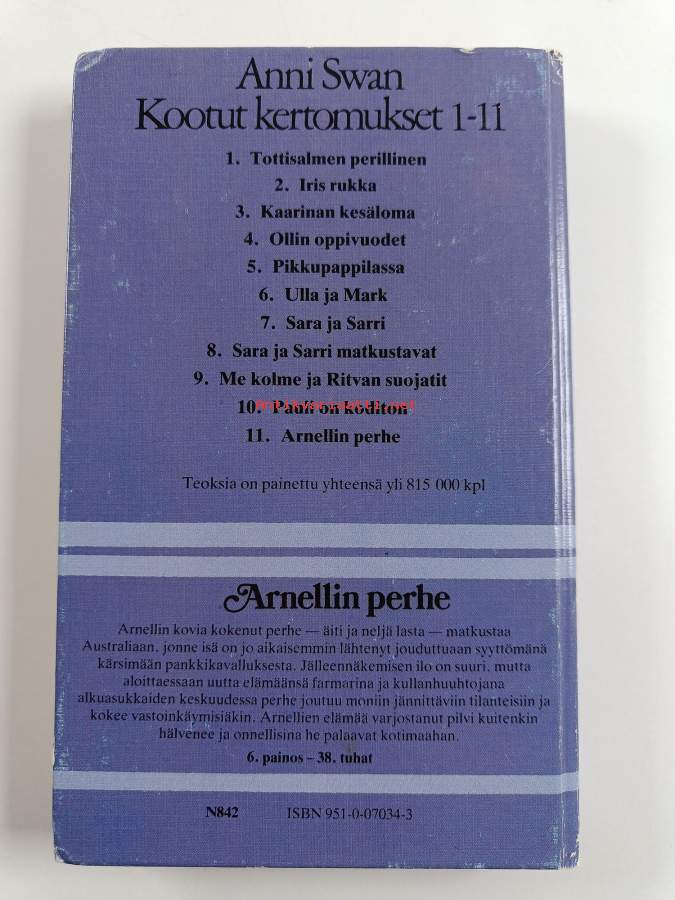 Anni Swan
Kootut kertomukset 1-11
1. Tottisalmen perillinen
2. Iris rukka
3. Kaarinan kesäloma
4. Ollin oppivuodet
5. Pikkupappilassa
6. Ulla ja Mark
7. Sara ja Sarri
8. Sara ja Sarri matkustavat
9. Me kolme ja Ritvan suojatit
10. Pauli on koditon
Antikvariaatti.net
11. Arnellin perhe
Teoksia on painettu yhteensä yli 815 000 kpl
Arnellin perhe
Arnellin kovia kokenut perhe — äiti ja neljä lasta — matkustaa
Australiaan, jonne isä on jo aikaisemmin lähtenyt jouduttuaan syyttömänä
kärsimään pankkikavalluksesta. Jälleennäkemisen ilo on suuri, mutta
aloittaessaan uutta elämäänsä farmarina ja kullanhuuhtojana
alkuasukkaiden keskuudessa perhe joutuu moniin jännittäviin tilanteisiin ja
kokee vastoinkäymisiäkin. Arnellien elämää varjostanut pilvi kuitenkin
hälvenee ja onnellisina he palaavat kotimaahan.
6. painos – 38. tuhat
N842 ISBN 951-0-07034-3